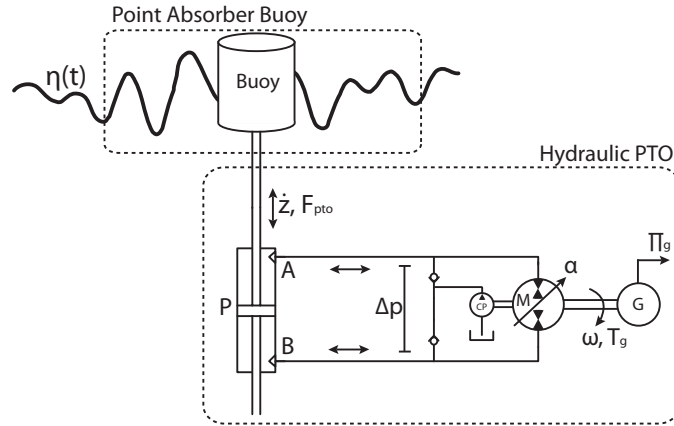 Point Absorber Buoy
η(t)
Buoy
Hydraulic PTO
ż, Fpto
Πg
A
α
P
Δp
CP
M
G
B
ω, Tg